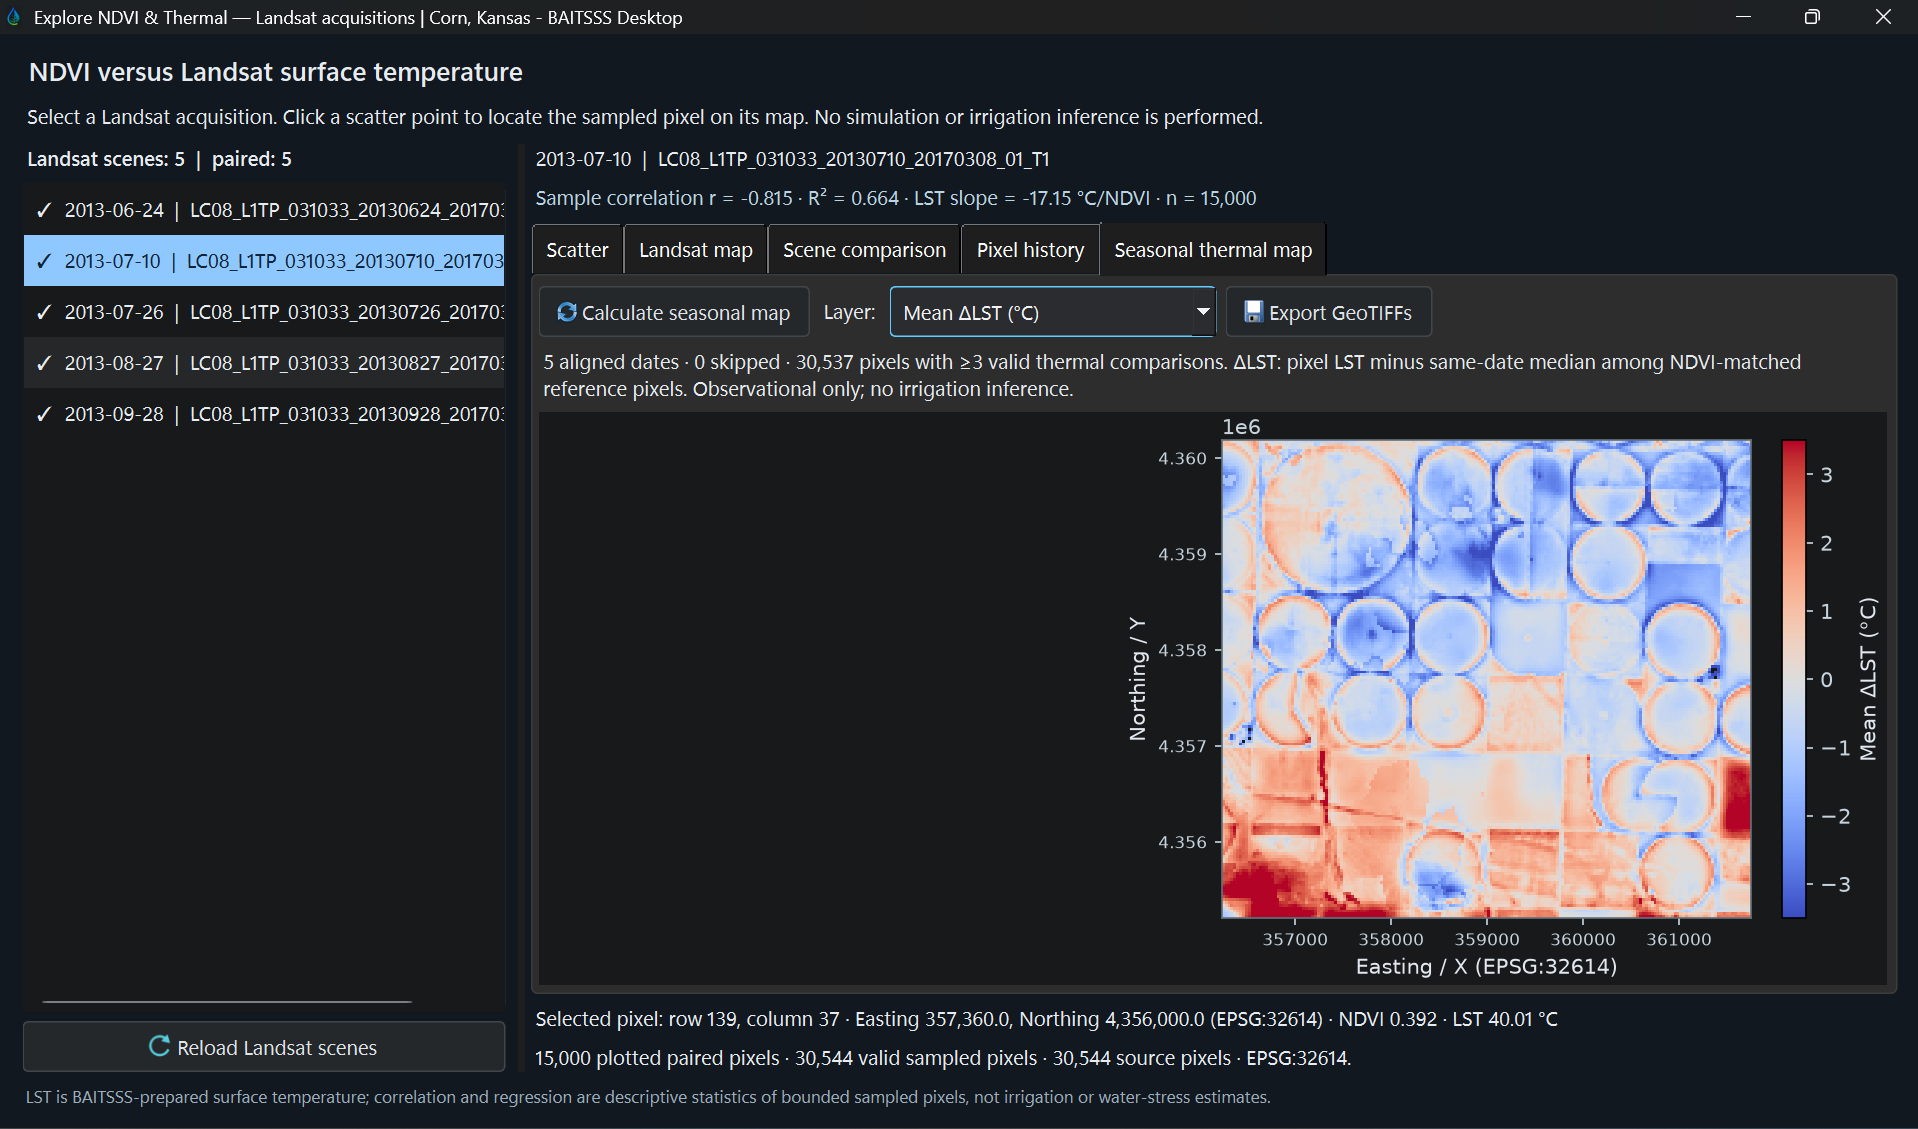 Explore NDVI & Thermal — Landsat acquisitions | Corn, Kansas - BAITSSS Desktop
NDVI versus Landsat surface temperature
Select a Landsat acquisition. Click a scatter point to locate the sampled pixel on its map. No simulation or irrigation inference is performed.
Landsat scenes: 5 | paired: 5
✓ 2013-06-24 | LC08_L1TP_031033_20130624_20170
✓ 2013-07-10 | LC08_L1TP_031033_20130710_201703
✓ 2013-07-26 | LC08_L1TP_031033_20130726_20170
✓ 2013-08-27 | LC08_L1TP_031033_20130827_20170
✓ 2013-09-28 | LC08_L1TP_031033_20130928_20170
Reload Landsat scenes
2013-07-10 | LC08_L1TP_031033_20130710_20170308_01_T1
Sample correlation r = -0.815 · R² = 0.664 · LST slope = -17.15 °C/NDVI · n = 15,000
Scatter
Landsat map
Scene comparison
Pixel history
Seasonal thermal map
Calculate seasonal map
Layer:
Mean ΔLST (°C)
Export GeoTIFFs
5 aligned dates · 0 skipped · 30,537 pixels with ≥3 valid thermal comparisons. ΔLST: pixel LST minus same-date median among NDVI-matched
reference pixels. Observational only; no irrigation inference.
1e6
4.360
4.359
4.358
4.357
4.356
Northing / Y
357000 358000 359000 360000 361000
Easting / X (EPSG:32614)
3
2
1
0
−1
−2
−3
Mean ΔLST (°C)
Selected pixel: row 139, column 37 · Easting 357,360.0, Northing 4,356,000.0 (EPSG:32614) · NDVI 0.392 · LST 40.01 °C
15,000 plotted paired pixels · 30,544 valid sampled pixels · 30,544 source pixels · EPSG:32614.
LST is BAITSSS-prepared surface temperature; correlation and regression are descriptive statistics of bounded sampled pixels, not irrigation or water-stress estimates.